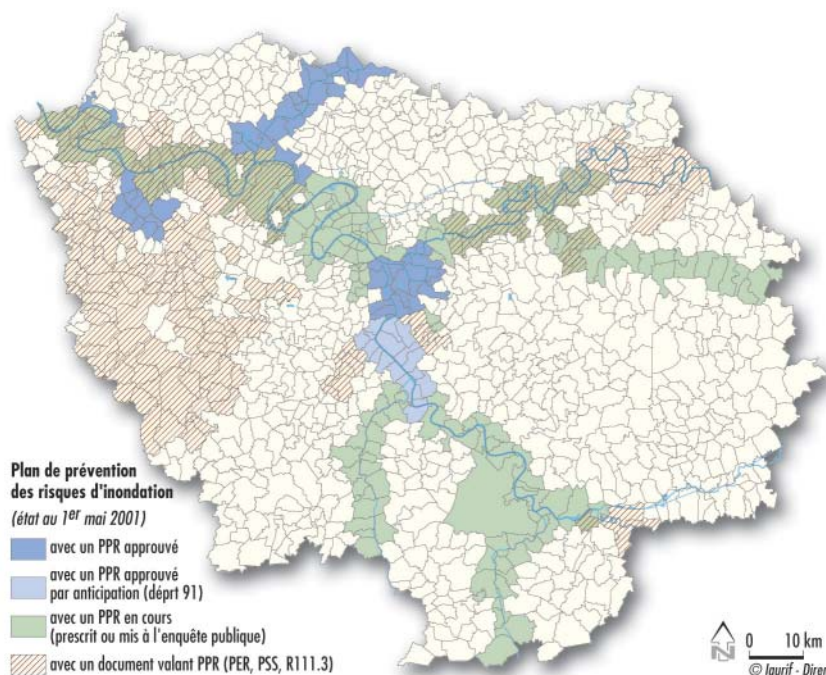 Plan de prévention
des risques d'inondation
(état au 1er mai 2001)
avec un PPR approuvé
avec un PPR approuvé
par anticipation (déprt 91)
avec un PPR en cours
(prescrit ou mis à l'enquête publique)
avec un document valant PPR (PER, PSS, R111.3)
N
0 10 km
© Iaurif - Diren